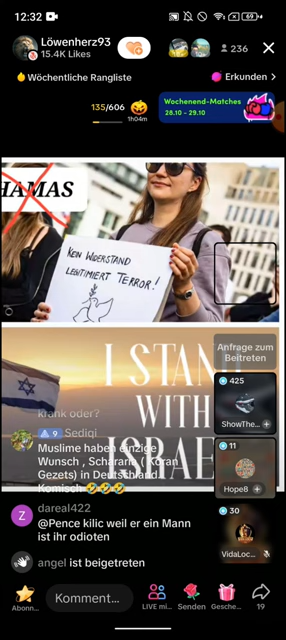 12:32
69
Löwenherz93
15.4K Likes
236
Wöchentliche Rangliste
Erkunden >
135/606
1h04m
Wochenend-Matches
28.10 - 29.10
HAMAS
KEIN WIDERSTAND
LEGITIMIERT TERROR!
I STAND
WITH
ISRAEL
Anfrage zum
Beitreten
425
ShowThe...
11
Hope8
30
VidaLoc...
krank oder?
9 Sediqi
Muslime haben einzige
Wunsch , Scharans ( Koran
Gezets) in Deutschland
Komisch 🤣🤣🤣
dareal422
@Pence kilic weil er ein Mann
ist ihr odioten
angel ist beigetreten
Abonn...
Kommentar...
LIVE mi...
Senden
Gesche...
19